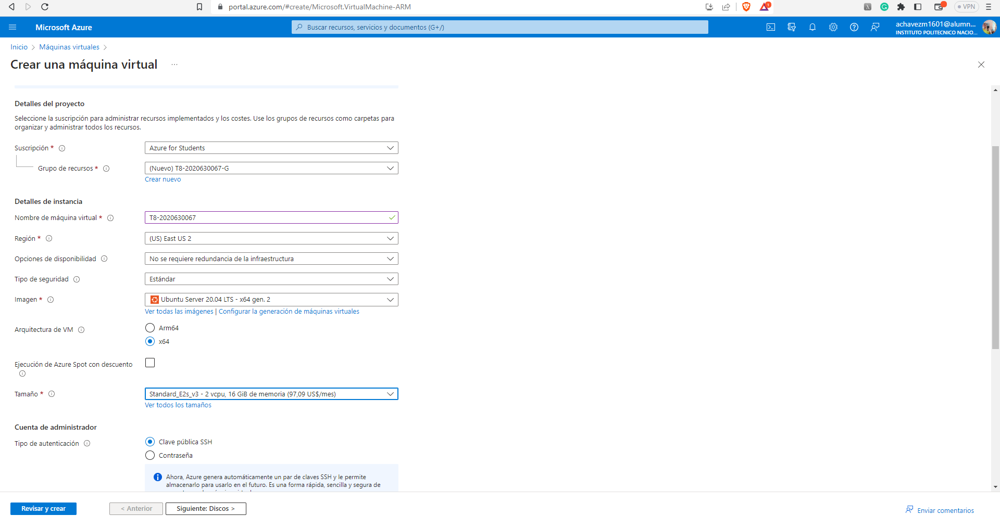 portal.azure.com/#create/Microsoft.VirtualMachine-ARM
1
VPN
Microsoft Azure
Buscar recursos, servicios y documentos (G+/)
achavezm1601@alumn...
INSTITUTO POLITECNICO NACIO...
Inicio > Máquinas virtuales >
Crear una máquina virtual ...
Detalles del proyecto
Seleccione la suscripción para administrar recursos implementados y los costes. Use los grupos de recursos como carpetas para
organizar y administrar todos los recursos.
Suscripción *
Azure for Students
Grupo de recursos *
(Nuevo) T8-2020630067-G
Crear nuevo
Detalles de instancia
Nombre de máquina virtual *
T8-2020630067
Región *
(US) East US 2
Opciones de disponibilidad
No se requiere redundancia de la infraestructura
Tipo de seguridad
Estándar
Imagen *
Ubuntu Server 20.04 LTS - x64 gen. 2
Ver todas las imágenes | Configurar la generación de máquinas virtuales
Arquitectura de VM
Arm64
x64
Ejecución de Azure Spot con descuento
Tamaño *
Standard_E2s_v3 - 2 vcpu, 16 GiB de memoria (97,09 US$/mes)
Ver todos los tamaños
Cuenta de administrador
Tipo de autenticación
Clave pública SSH
Contraseña
Ahora, Azure genera automáticamente un par de claves SSH y le permite
almacenarlo para usarlo en el futuro. Es una forma rápida, sencilla y segura de
Revisar y crear
< Anterior
Siguiente: Discos >
Enviar comentarios